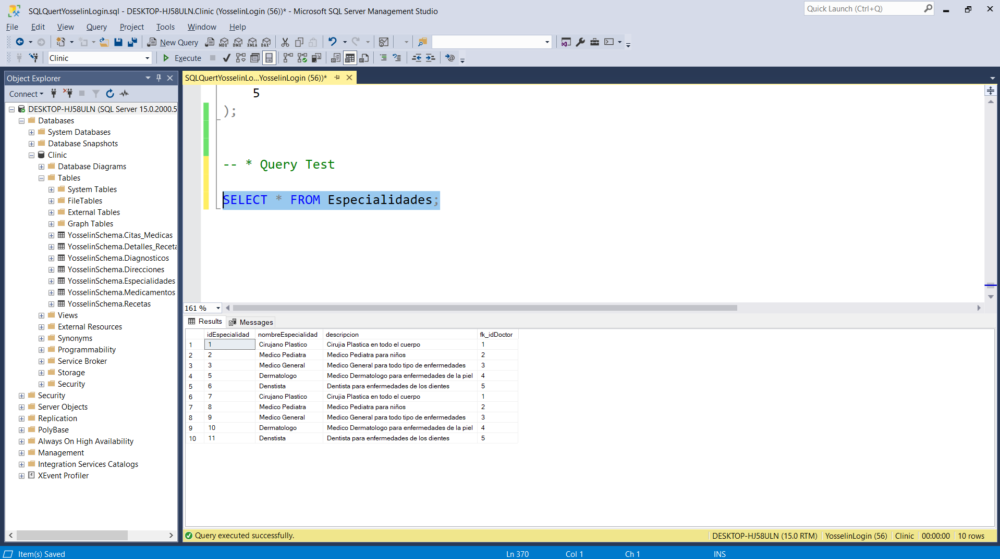 SQLQuertYosselinLogin.sql - DESKTOP-HJ58ULN.Clinic (YosselinLogin (56))* - Microsoft SQL Server Management Studio
Quick Launch (Ctrl+Q)
File Edit View Query Project Tools Window Help
New Query MDX DMX XMLA DAX
Clinic Execute
Object Explorer
Connect
DESKTOP-HJ58ULN (SQL Server 15.0.2000.5
Databases
System Databases
Database Snapshots
Clinic
Database Diagrams
Tables
System Tables
FileTables
External Tables
Graph Tables
YosselinSchema.Citas_Medicas
YosselinSchema.Detalles_Receta
YosselinSchema.Diagnosticos
YosselinSchema.Direcciones
YosselinSchema.Especialidades
YosselinSchema.Medicamentos
YosselinSchema.Recetas
Views
External Resources
Synonyms
Programmability
Service Broker
Storage
Security
Security
Server Objects
Replication
PolyBase
Always On High Availability
Management
Integration Services Catalogs
XEvent Profiler
SQLQuertYosselinLo...YosselinLogin (56))*
5
);
-- * Query Test
SELECT * FROM Especialidades;
161 %
Results Messages
idEspecialidad nombreEspecialidad descripcion fk_idDoctor
1 1 Cirujano Plastico Cirujia Plastica en todo el cuerpo 1
2 2 Medico Pediatra Medico Pediatra para niños 2
3 3 Medico General Medico General para todo tipo de enfermedades 3
4 5 Dermatologo Medico Dermatologo para enfermedades de la piel 4
5 6 Denstista Dentista para enfermedades de los dientes 5
6 7 Cirujano Plastico Cirujia Plastica en todo el cuerpo 1
7 8 Medico Pediatra Medico Pediatra para niños 2
8 9 Medico General Medico General para todo tipo de enfermedades 3
9 10 Dermatologo Medico Dermatologo para enfermedades de la piel 4
10 11 Denstista Dentista para enfermedades de los dientes 5
Query executed successfully.
DESKTOP-HJ58ULN (15.0 RTM) YosselinLogin (56) Clinic 00:00:00 10 rows
Item(s) Saved Ln 370 Col 1 Ch 1 INS